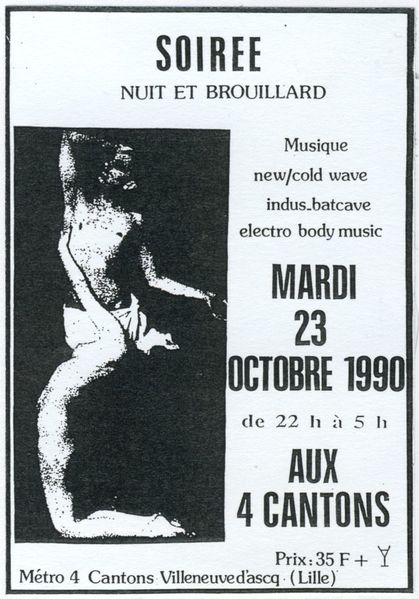 SOIREE
NUIT ET BROUILLARD
Musique
new/cold wave
indus-batcave
electro body music
MARDI
23
OCTOBRE 1990
de 22 h à 5 h
AUX
4 CANTONS
Prix: 35 F +
Métro 4 Cantons Villeneuve d'ascq (Lille)